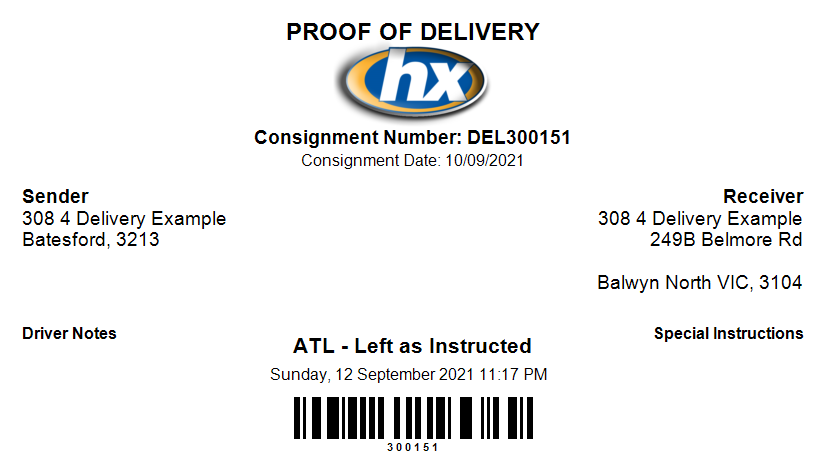 PROOF OF DELIVERY
hx
Consignment Number: DEL300151
Consignment Date: 10/09/2021
Sender
308 4 Delivery Example
Batesford, 3213
Receiver
308 4 Delivery Example
249B Belmore Rd
Balwyn North VIC, 3104
Driver Notes
Special Instructions
ATL - Left as Instructed
Sunday, 12 September 2021 11:17 PM
300151